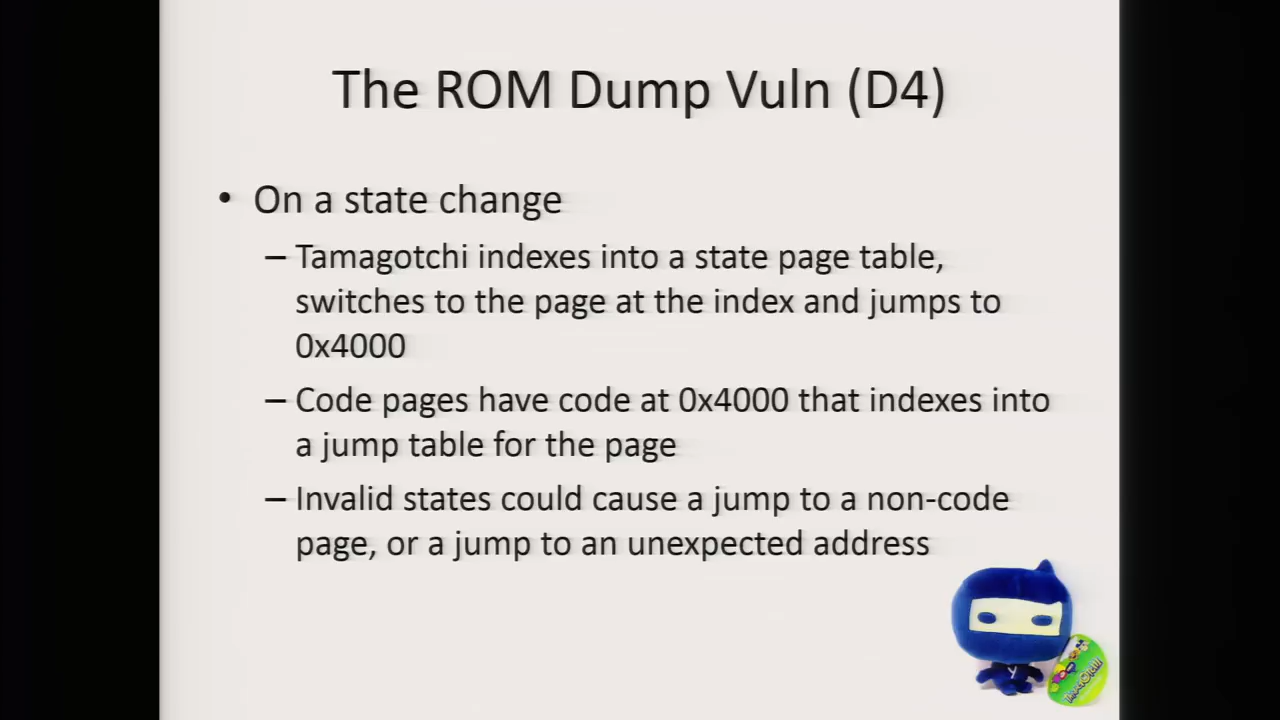 The ROM Dump Vuln (D4)
• On a state change
– Tamagotchi indexes into a state page table,
switches to the page at the index and jumps to
0x4000
– Code pages have code at 0x4000 that indexes into
a jump table for the page
– Invalid states could cause a jump to a non-code
page, or a jump to an unexpected address